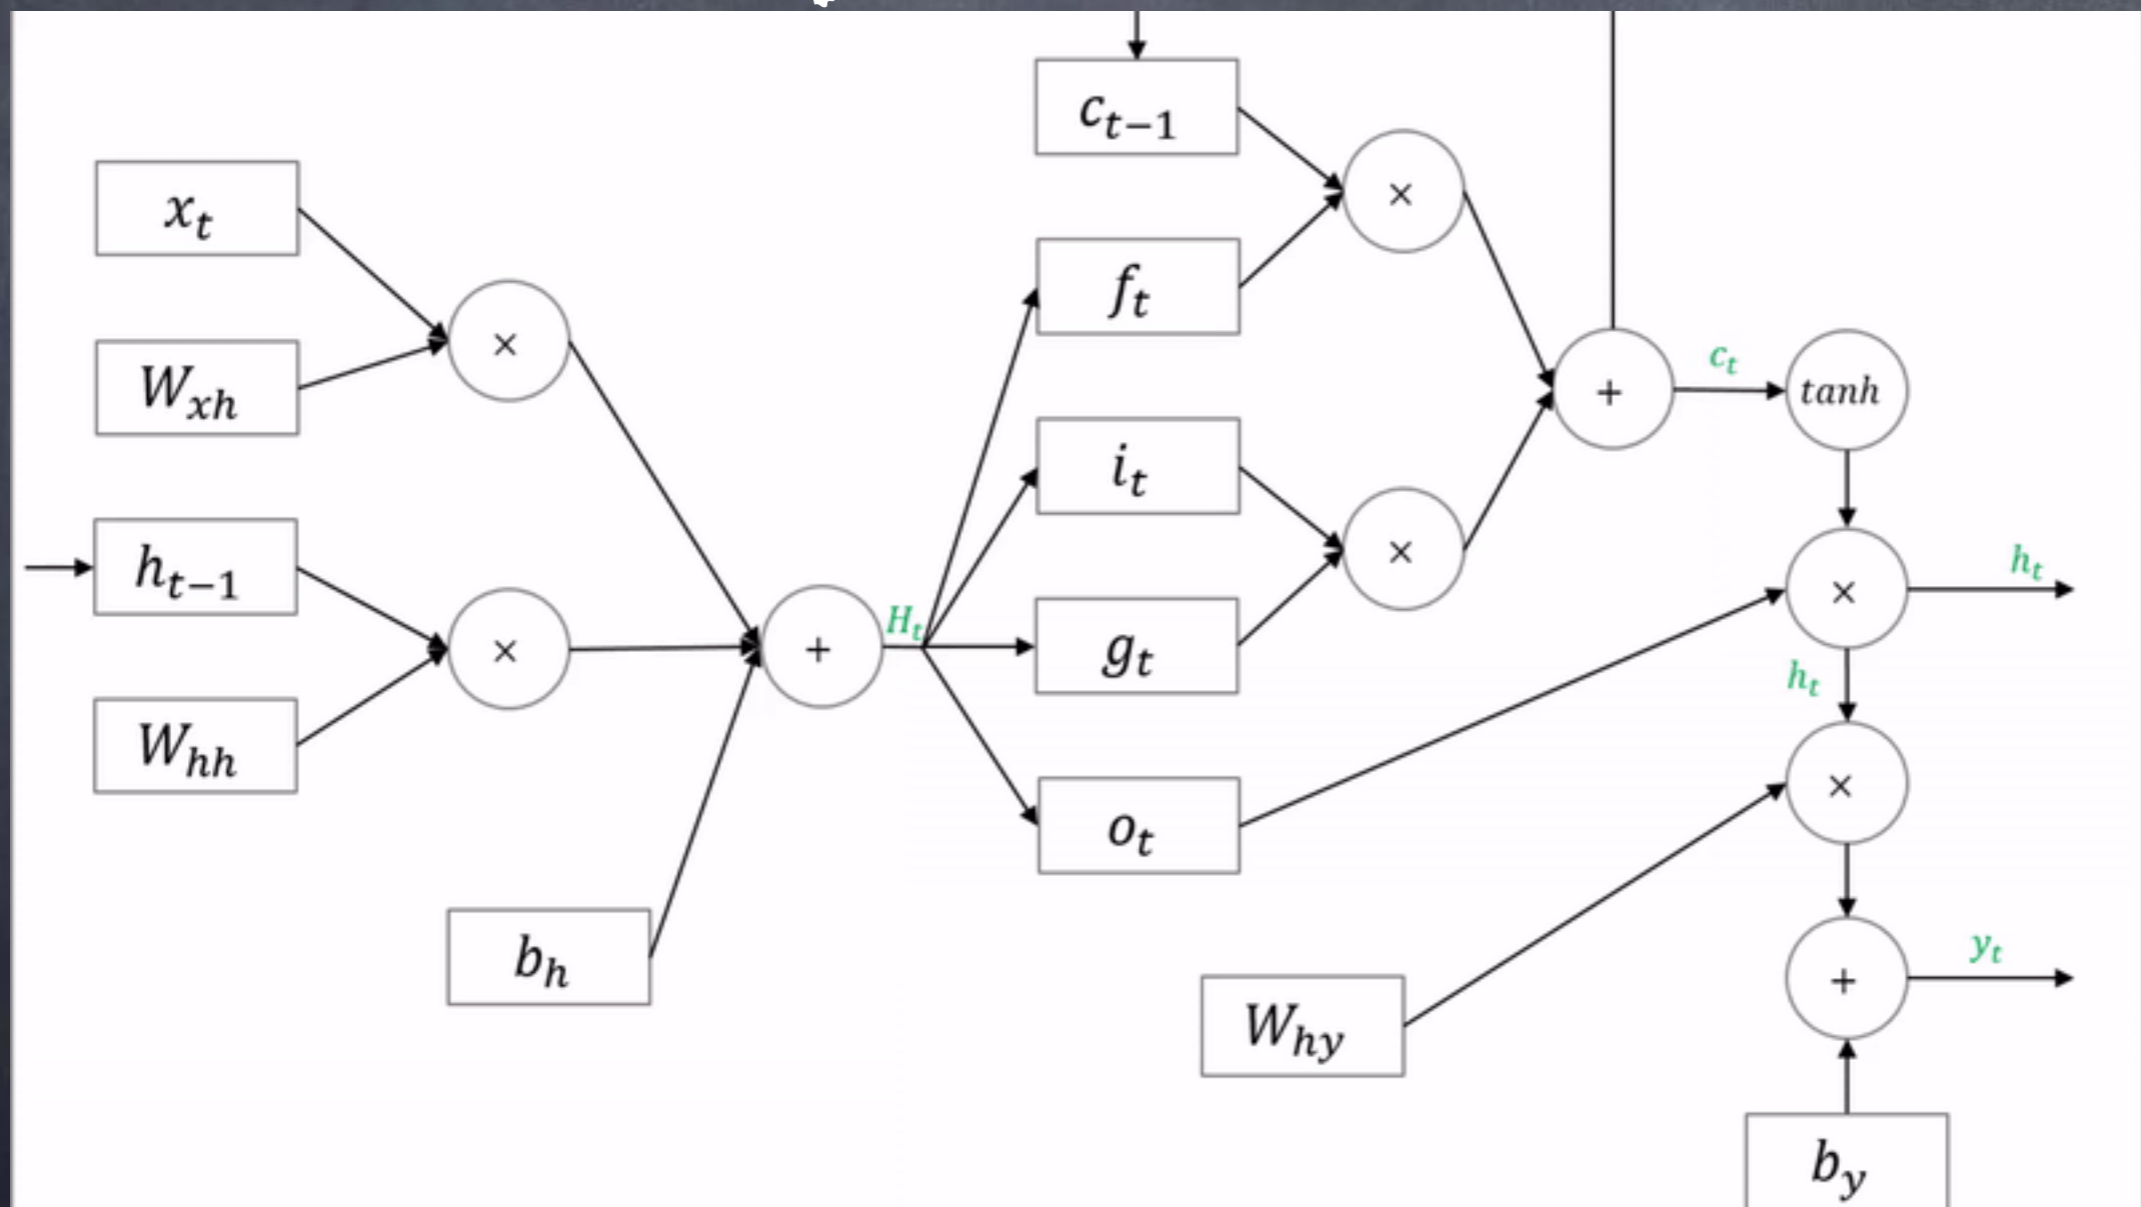 c_{t-1}
×
x_t
f_t
×
W_{xh}
c_t
+
tanh
i_t
×
h_{t-1}
h_t
×
H_t
×
+
g_t
h_t
W_{hh}
×
o_t
b_h
y_t
+
W_{hy}
b_y